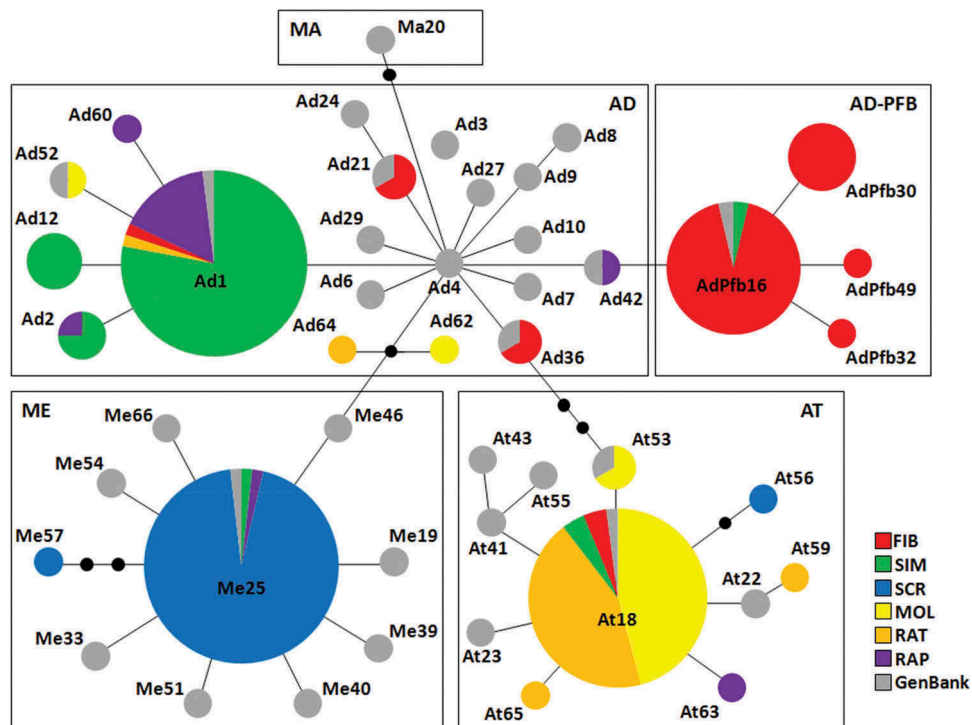 MA
Ma20
AD
AD-PFB
Ad60
Ad24
Ad3
Ad8
Ad52
Ad21
Ad27
Ad9
AdPfb30
Ad12
Ad29
Ad10
Ad1
Ad4
AdPfb16
Ad6
Ad7
Ad42
AdPfb49
Ad2
Ad64
Ad62
Ad36
AdPfb32
ME
AT
Me66
Me46
Me54
Me57
Me25
Me19
Me33
Me39
Me51
Me40
At43
At53
At55
At56
At41
At59
At22
At18
At23
At65
At63
FIB
SIM
SCR
MOL
RAT
RAP
GenBank